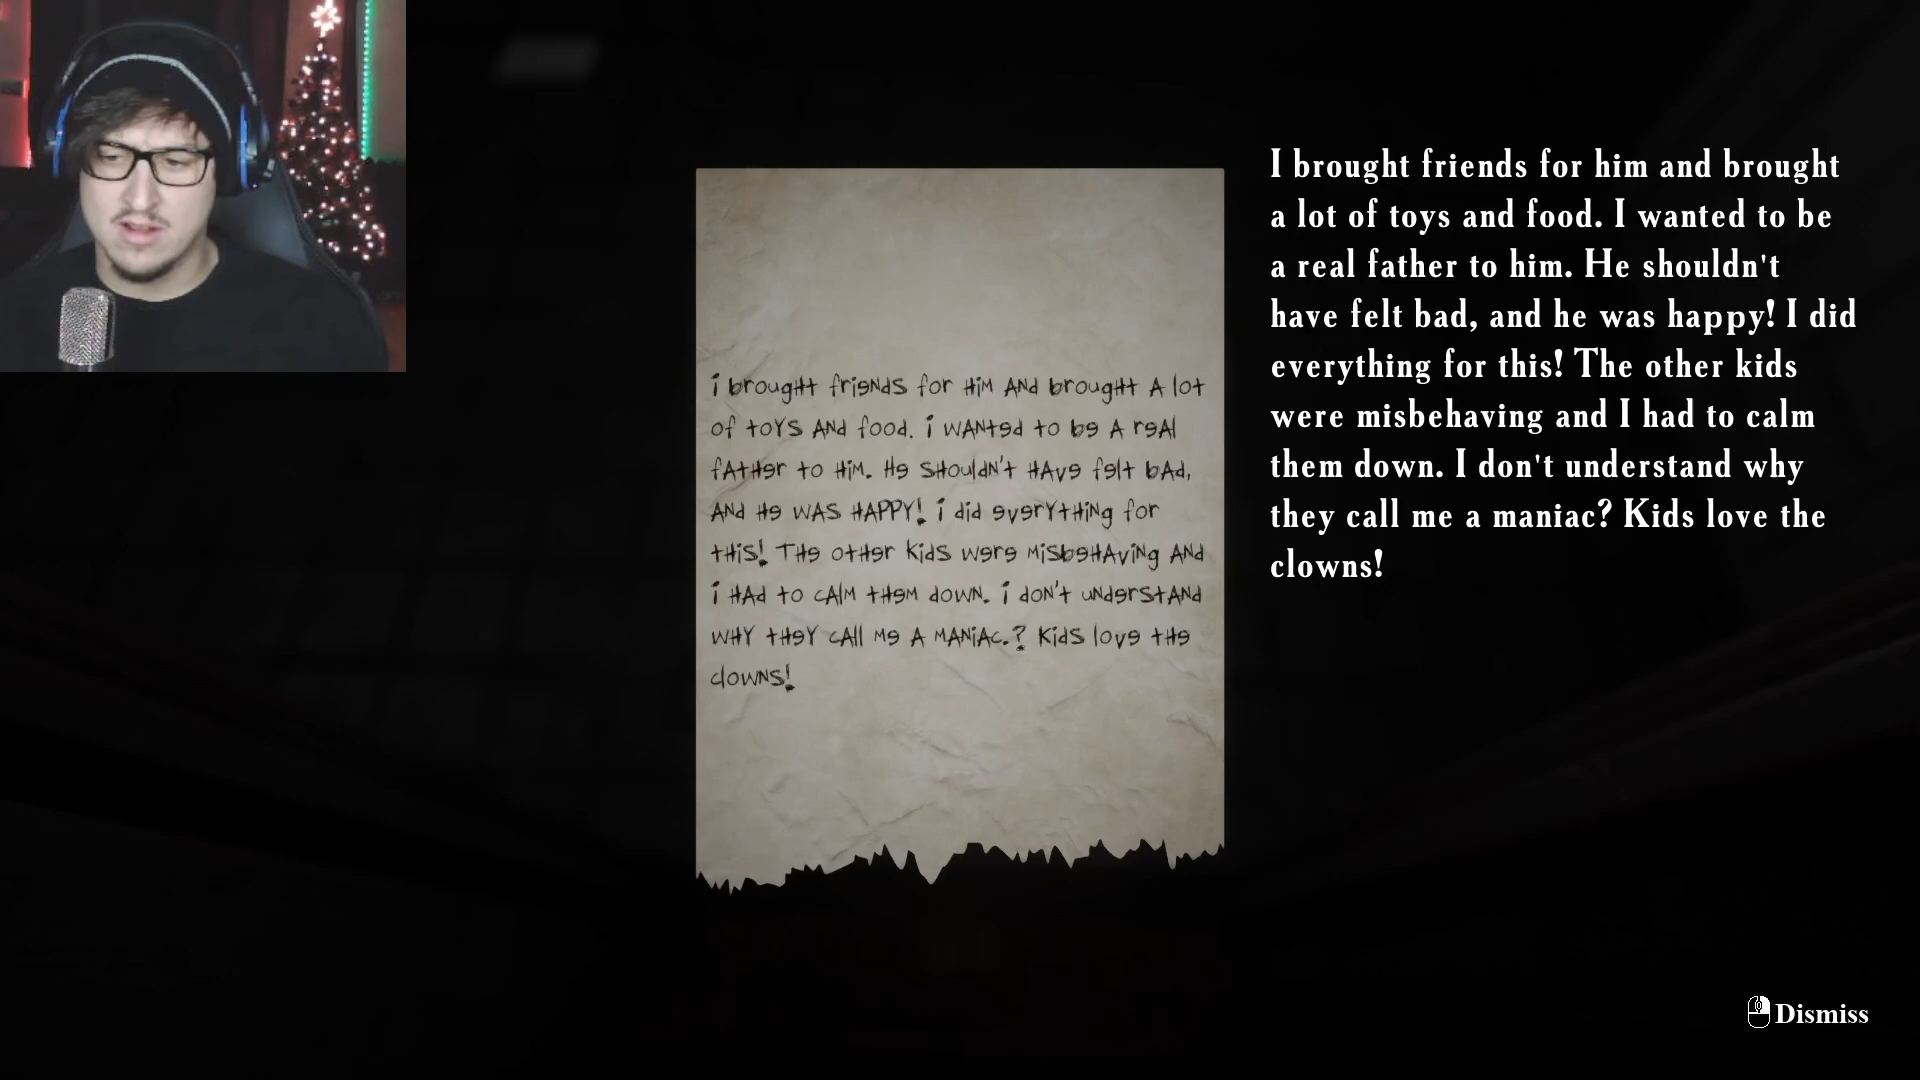 i brought friends for him and brought a lot
of toys and food. i wanted to be a real
father to him. He shouldn't have felt bad,
and he was happy! i did everything for
this! The other kids were misbehaving and
i had to calm them down. i don't understand
why they call me a maniac.? Kids love the
clowns!
I brought friends for him and brought
a lot of toys and food. I wanted to be
a real father to him. He shouldn't
have felt bad, and he was happy! I did
everything for this! The other kids
were misbehaving and I had to calm
them down. I don't understand why
they call me a maniac? Kids love the
clowns!
Dismiss